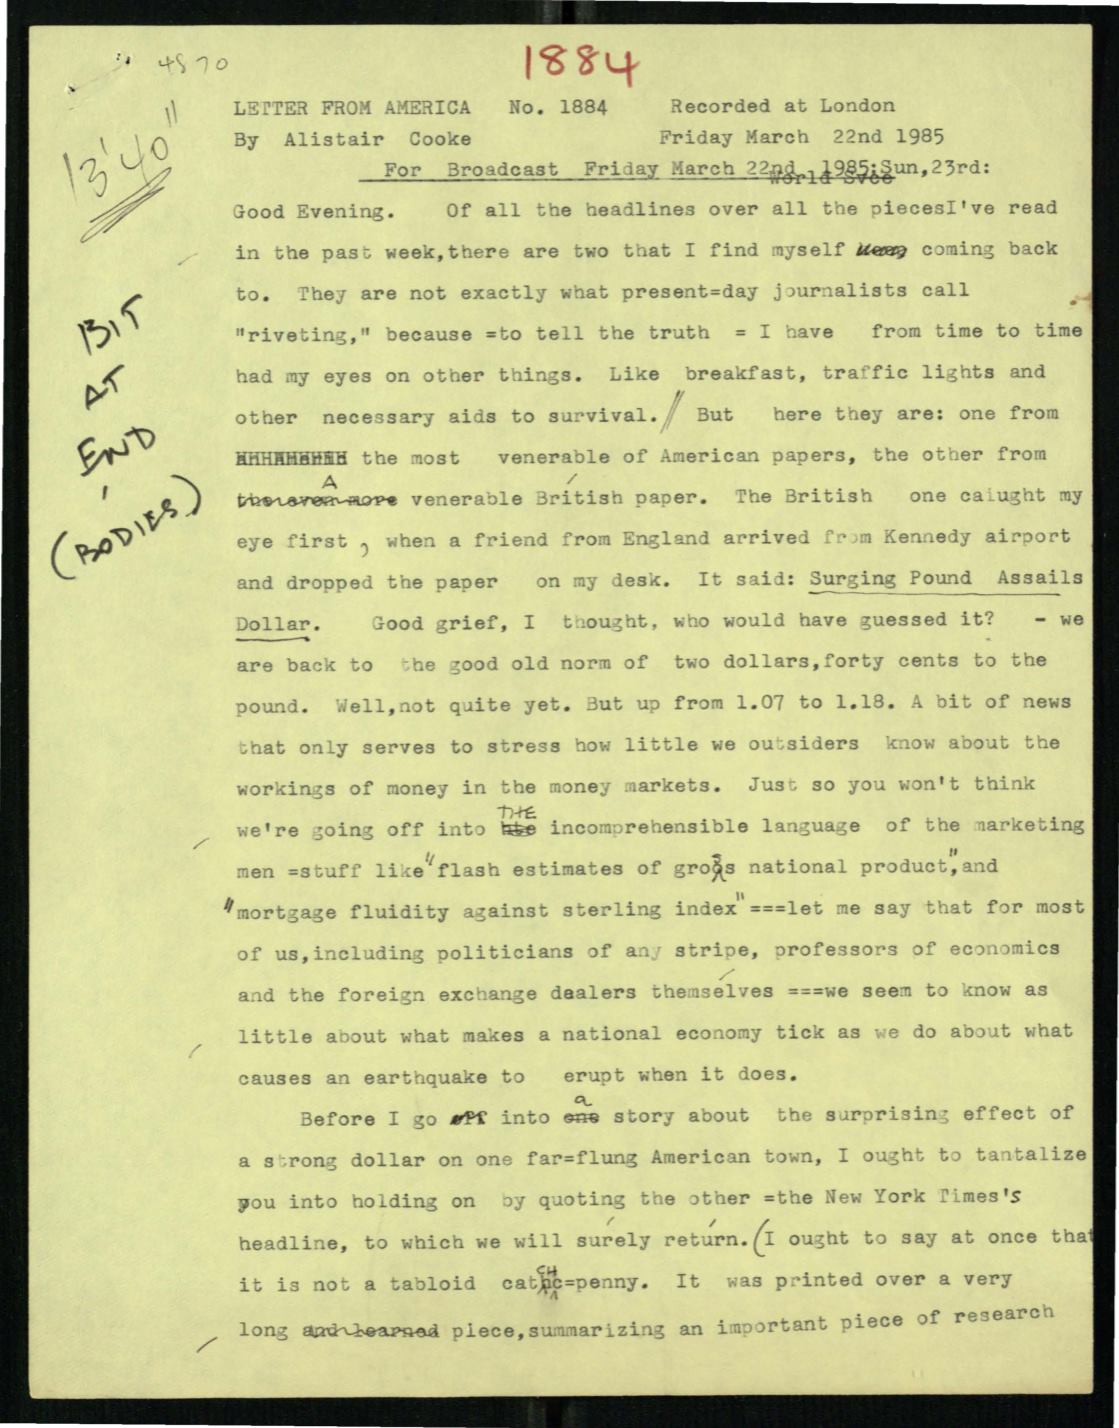 4870
1884
13'40"
LETTER FROM AMERICA No. 1884 Recorded at London
By Alistair Cooke Friday March 22nd 1985
For Broadcast Friday March 22nd 1985;Sun,23rd:
World Svce
Good Evening. Of all the headlines over all the piecesI've read
in the past week,there are two that I find myself coming back
to. They are not exactly what present=day journalists call
"riveting," because =to tell the truth = I have from time to time
had my eyes on other things. Like breakfast, traffic lights and
other necessary aids to survival.// But here they are: one from
the most venerable of American papers, the other from
A
the even more venerable British paper. The British one caiught my
eye first , when a friend from England arrived from Kennedy airport
and dropped the paper on my desk. It said: Surging Pound Assails
Dollar. Good grief, I thought, who would have guessed it? - we
are back to the good old norm of two dollars,forty cents to the
pound. Well,not quite yet. But up from 1.07 to 1.18. A bit of news
that only serves to stress how little we outsiders know about the
workings of money in the money markets. Just so you won't think
THE
we're going off into hte incomprehensible language of the marketing
men =stuff like "flash estimates of gross national product", and
"mortgage fluidity against sterling index" ===let me say that for most
of us,including politicians of any stripe, professors of economics
and the foreign exchange dealers themselves ===we seem to know as
little about what makes a national economy tick as we do about what
causes an earthquake to erupt when it does.
a
Before I go off into one story about the surprising effect of
a strong dollar on one far=flung American town, I ought to tantalize
you into holding on by quoting the other =the New York Times's
headline, to which we will surely return. (I ought to say at once that
CH
it is not a tabloid cathc=penny. It was printed over a very
long and learned piece,summarizing an important piece of research
BIT
AT
END
(BODIES)